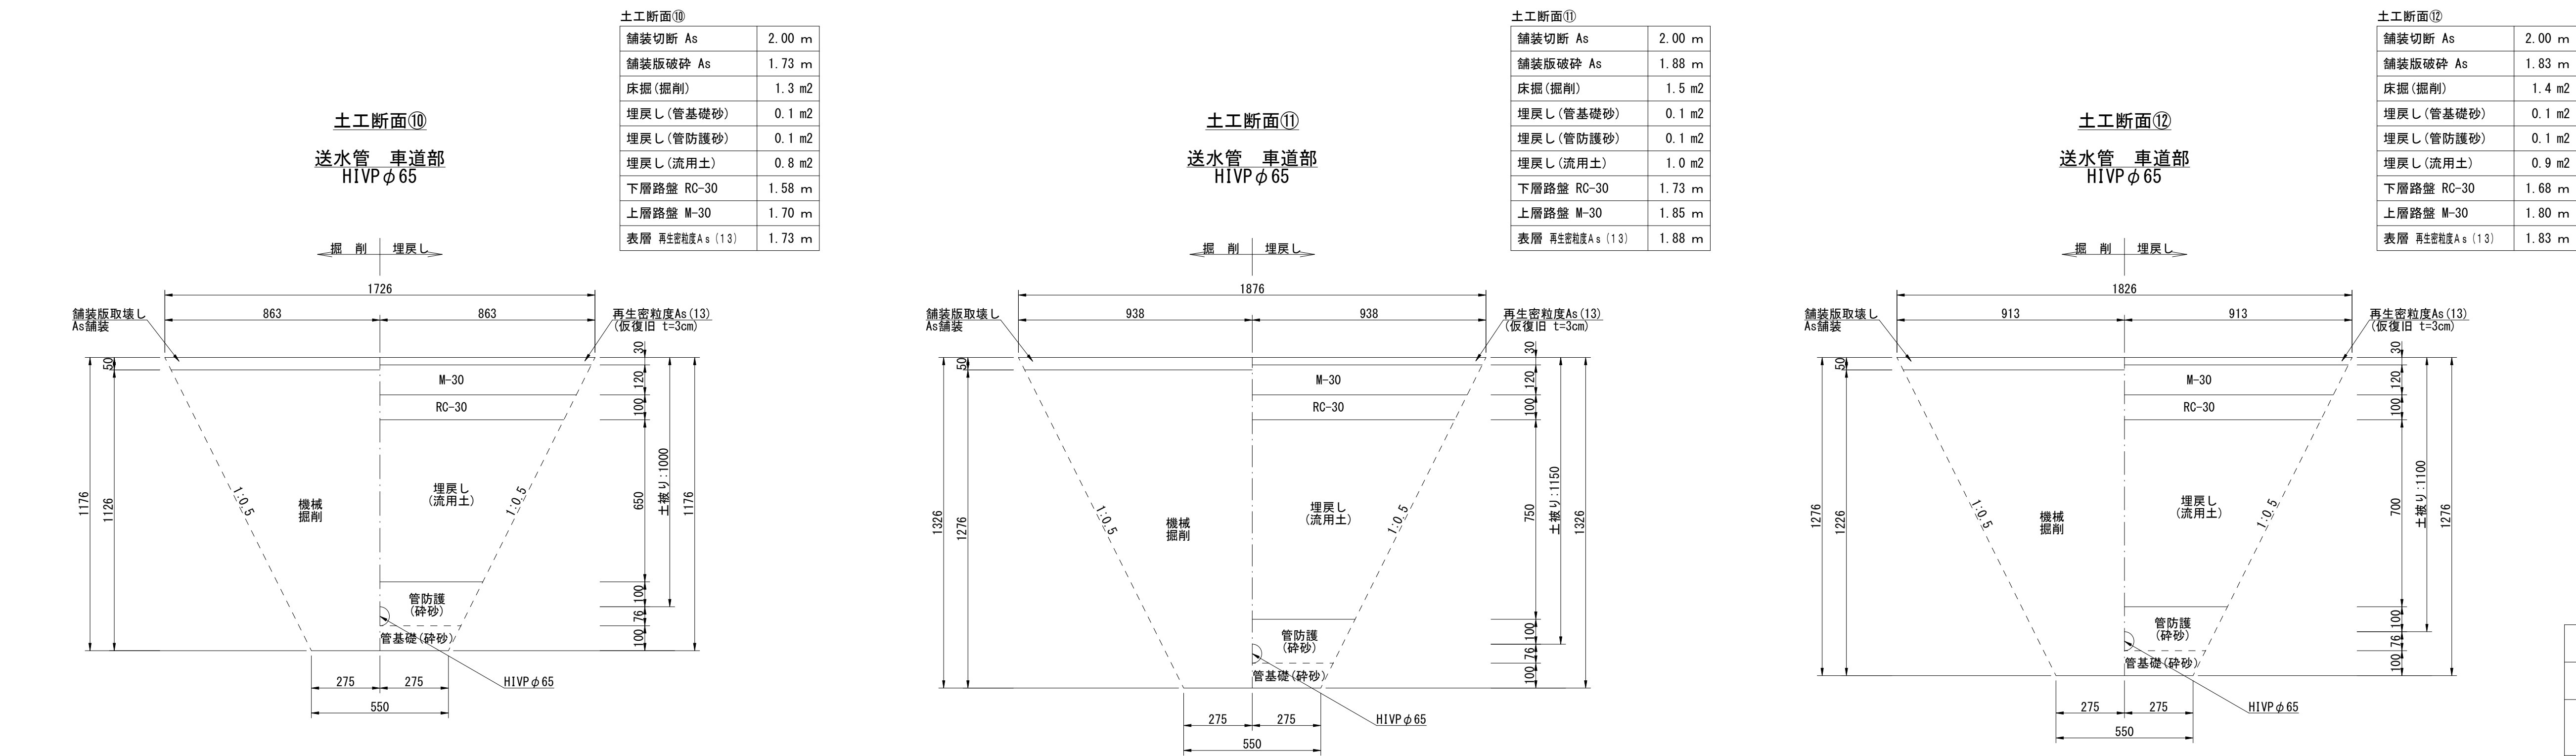 土工断面⑩
舗装切断 As 2.00 m
舗装版破砕 As 1.73 m
床掘(掘削) 1.3 m2
埋戻し(管基礎砂) 0.1 m2
埋戻し(管防護砂) 0.1 m2
埋戻し(流用土) 0.8 m2
下層路盤 RC-30 1.58 m
上層路盤 M-30 1.70 m
表層 再生密粒度As(13) 1.73 m
土工断面⑩
送水管 車道部
HIVPφ65
掘 削 埋戻し
1726
863 863
舗装版取壊し
As舗装
再生密粒度As(13)
(仮復旧 t=3cm)
50
1176
1126
1:0.5
機械
掘削
M-30
RC-30
埋戻し
(流用土)
1:0.5
管防護
(砕砂)
管基礎(砕砂)
30
120
100
650
100
76
100
土被り:1000
1176
HIVPφ65
275 275
550
土工断面⑪
舗装切断 As 2.00 m
舗装版破砕 As 1.88 m
床掘(掘削) 1.5 m2
埋戻し(管基礎砂) 0.1 m2
埋戻し(管防護砂) 0.1 m2
埋戻し(流用土) 1.0 m2
下層路盤 RC-30 1.73 m
上層路盤 M-30 1.85 m
表層 再生密粒度As(13) 1.88 m
土工断面⑪
送水管 車道部
HIVPφ65
掘 削 埋戻し
1876
938 938
舗装版取壊し
As舗装
再生密粒度As(13)
(仮復旧 t=3cm)
50
1326
1276
1:0.5
機械
掘削
M-30
RC-30
埋戻し
(流用土)
1:0.5
管防護
(砕砂)
管基礎(砕砂)
30
120
100
750
100
76
100
土被り:1150
1326
HIVPφ65
275 275
550
土工断面⑫
舗装切断 As 2.00 m
舗装版破砕 As 1.83 m
床掘(掘削) 1.4 m2
埋戻し(管基礎砂) 0.1 m2
埋戻し(管防護砂) 0.1 m2
埋戻し(流用土) 0.9 m2
下層路盤 RC-30 1.68 m
上層路盤 M-30 1.80 m
表層 再生密粒度As(13) 1.83 m
土工断面⑫
送水管 車道部
HIVPφ65
掘 削 埋戻し
1826
913 913
舗装版取壊し
As舗装
再生密粒度As(13)
(仮復旧 t=3cm)
50
1276
1226
1:0.5
機械
掘削
M-30
RC-30
埋戻し
(流用土)
1:0.5
管防護
(砕砂)
管基礎(砕砂)
30
120
100
700
100
76
100
土被り:1100
1276
HIVPφ65
275 275
550